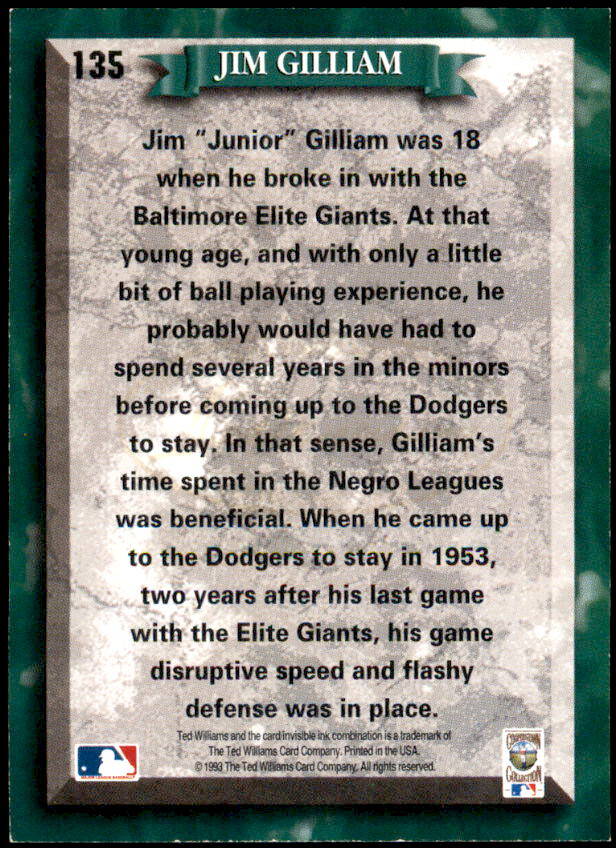 135
JIM GILLIAM
Jim "Junior" Gilliam was 18
when he broke in with the
Baltimore Elite Giants. At that
young age, and with only a little
bit of ball playing experience, he
probably would have had to
spend several years in the minors
before coming up to the Dodgers
to stay. In that sense, Gilliam's
time spent in the Negro Leagues
was beneficial. When he came up
to the Dodgers to stay in 1953,
two years after his last game
with the Elite Giants, his game
disruptive speed and flashy
defense was in place.
Ted Williams and the card invisible ink combination is a trademark of
The Ted Williams Card Company. Printed in the USA.
© 1993 The Ted Williams Card Company. All rights reserved.
MAJOR LEAGUE BASEBALL
COOPERSTOWN
COLLECTION